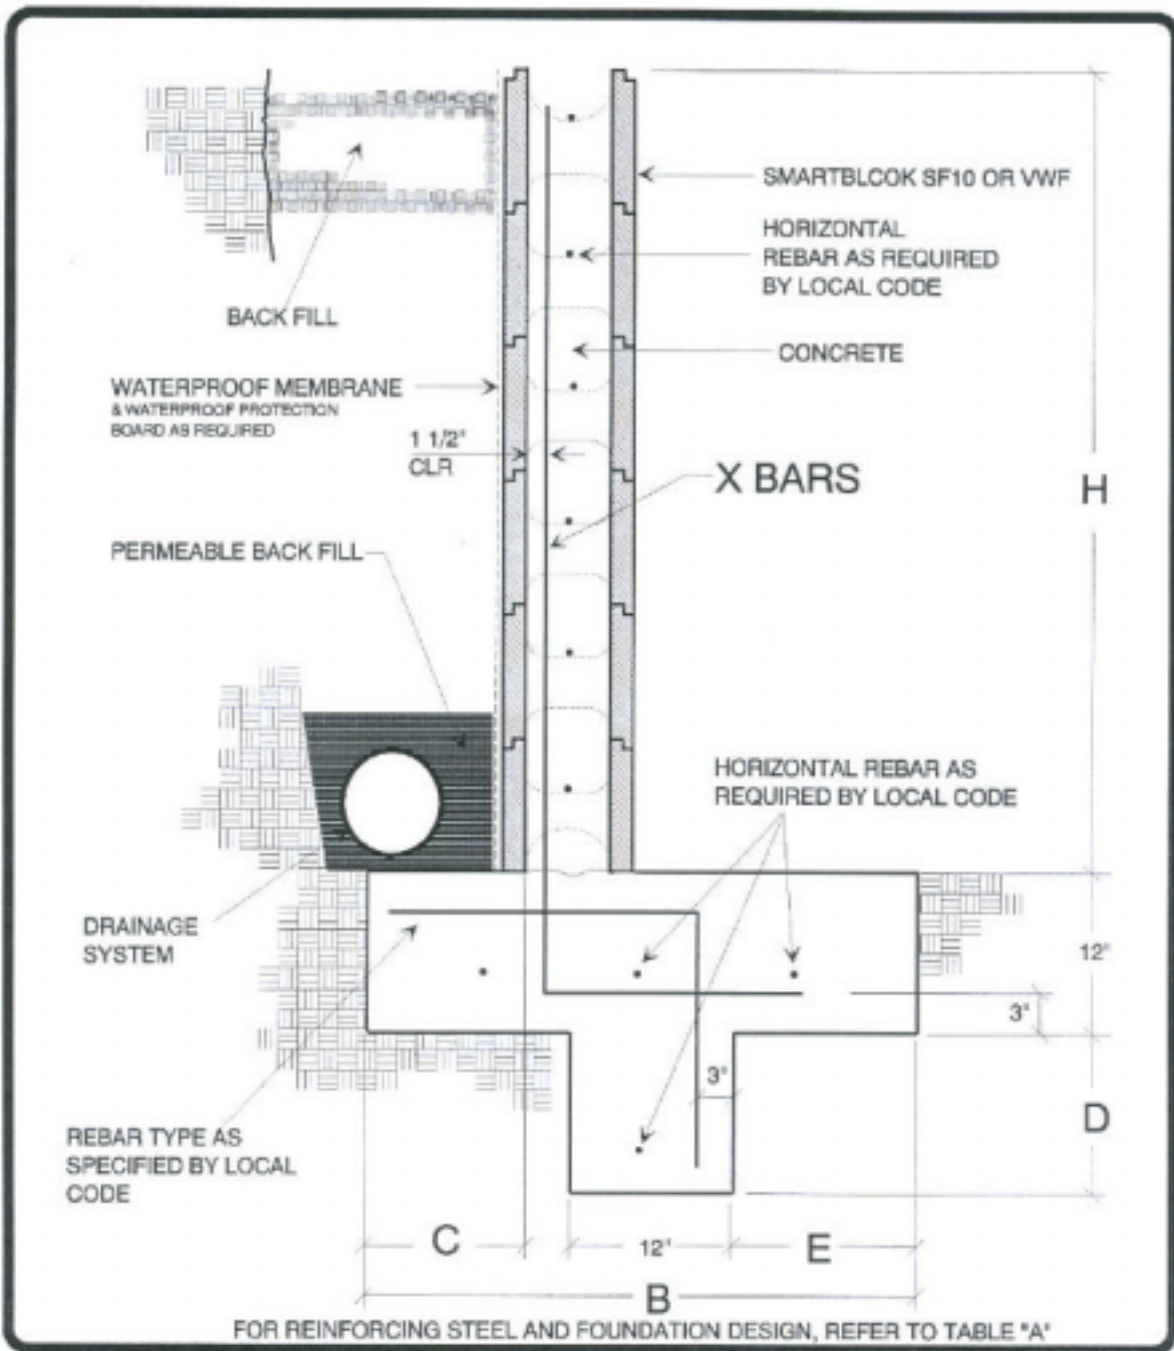 SMARTBLCOK SF10 OR VWF
HORIZONTAL
REBAR AS REQUIRED
BY LOCAL CODE
BACK FILL
CONCRETE
WATERPROOF MEMBRANE
& WATERPROOF PROTECTION
BOARD AS REQUIRED
1 1/2"
CLR
X BARS
H
PERMEABLE BACK FILL
HORIZONTAL REBAR AS
REQUIRED BY LOCAL CODE
DRAINAGE
SYSTEM
12"
3"
3"
D
REBAR TYPE AS
SPECIFIED BY LOCAL
CODE
C
12"
E
B
FOR REINFORCING STEEL AND FOUNDATION DESIGN, REFER TO TABLE "A"